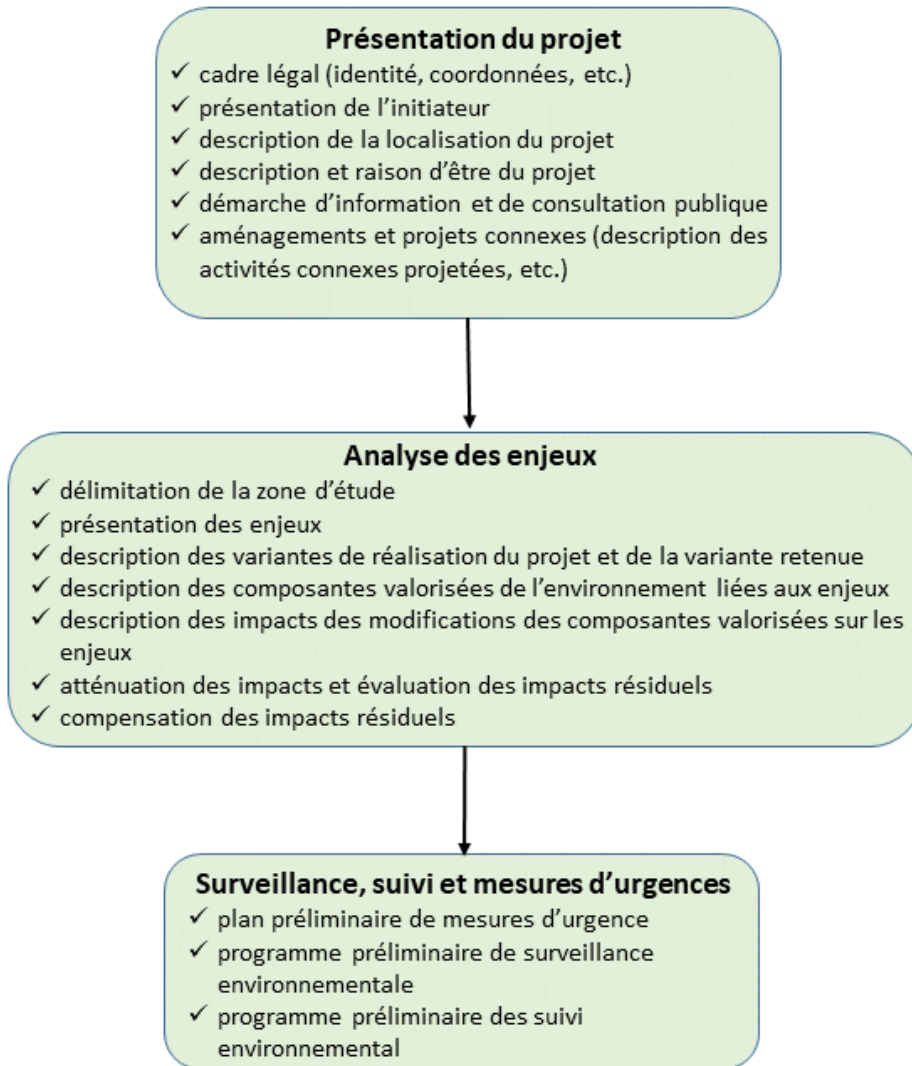 Présentation du projet
✓ cadre légal (identité, coordonnées, etc.)
✓ présentation de l’initiateur
✓ description de la localisation du projet
✓ description et raison d’être du projet
✓ démarche d’information et de consultation publique
✓ aménagements et projets connexes (description des
activités connexes projetées, etc.)
Analyse des enjeux
✓ délimitation de la zone d’étude
✓ présentation des enjeux
✓ description des variantes de réalisation du projet et de la variante retenue
✓ description des composantes valorisées de l’environnement liées aux enjeux
✓ description des impacts des modifications des composantes valorisées sur les
enjeux
✓ atténuation des impacts et évaluation des impacts résiduels
✓ compensation des impacts résiduels
Surveillance, suivi et mesures d’urgences
✓ plan préliminaire de mesures d’urgence
✓ programme préliminaire de surveillance
environnementale
✓ programme préliminaire des suivi
environnemental